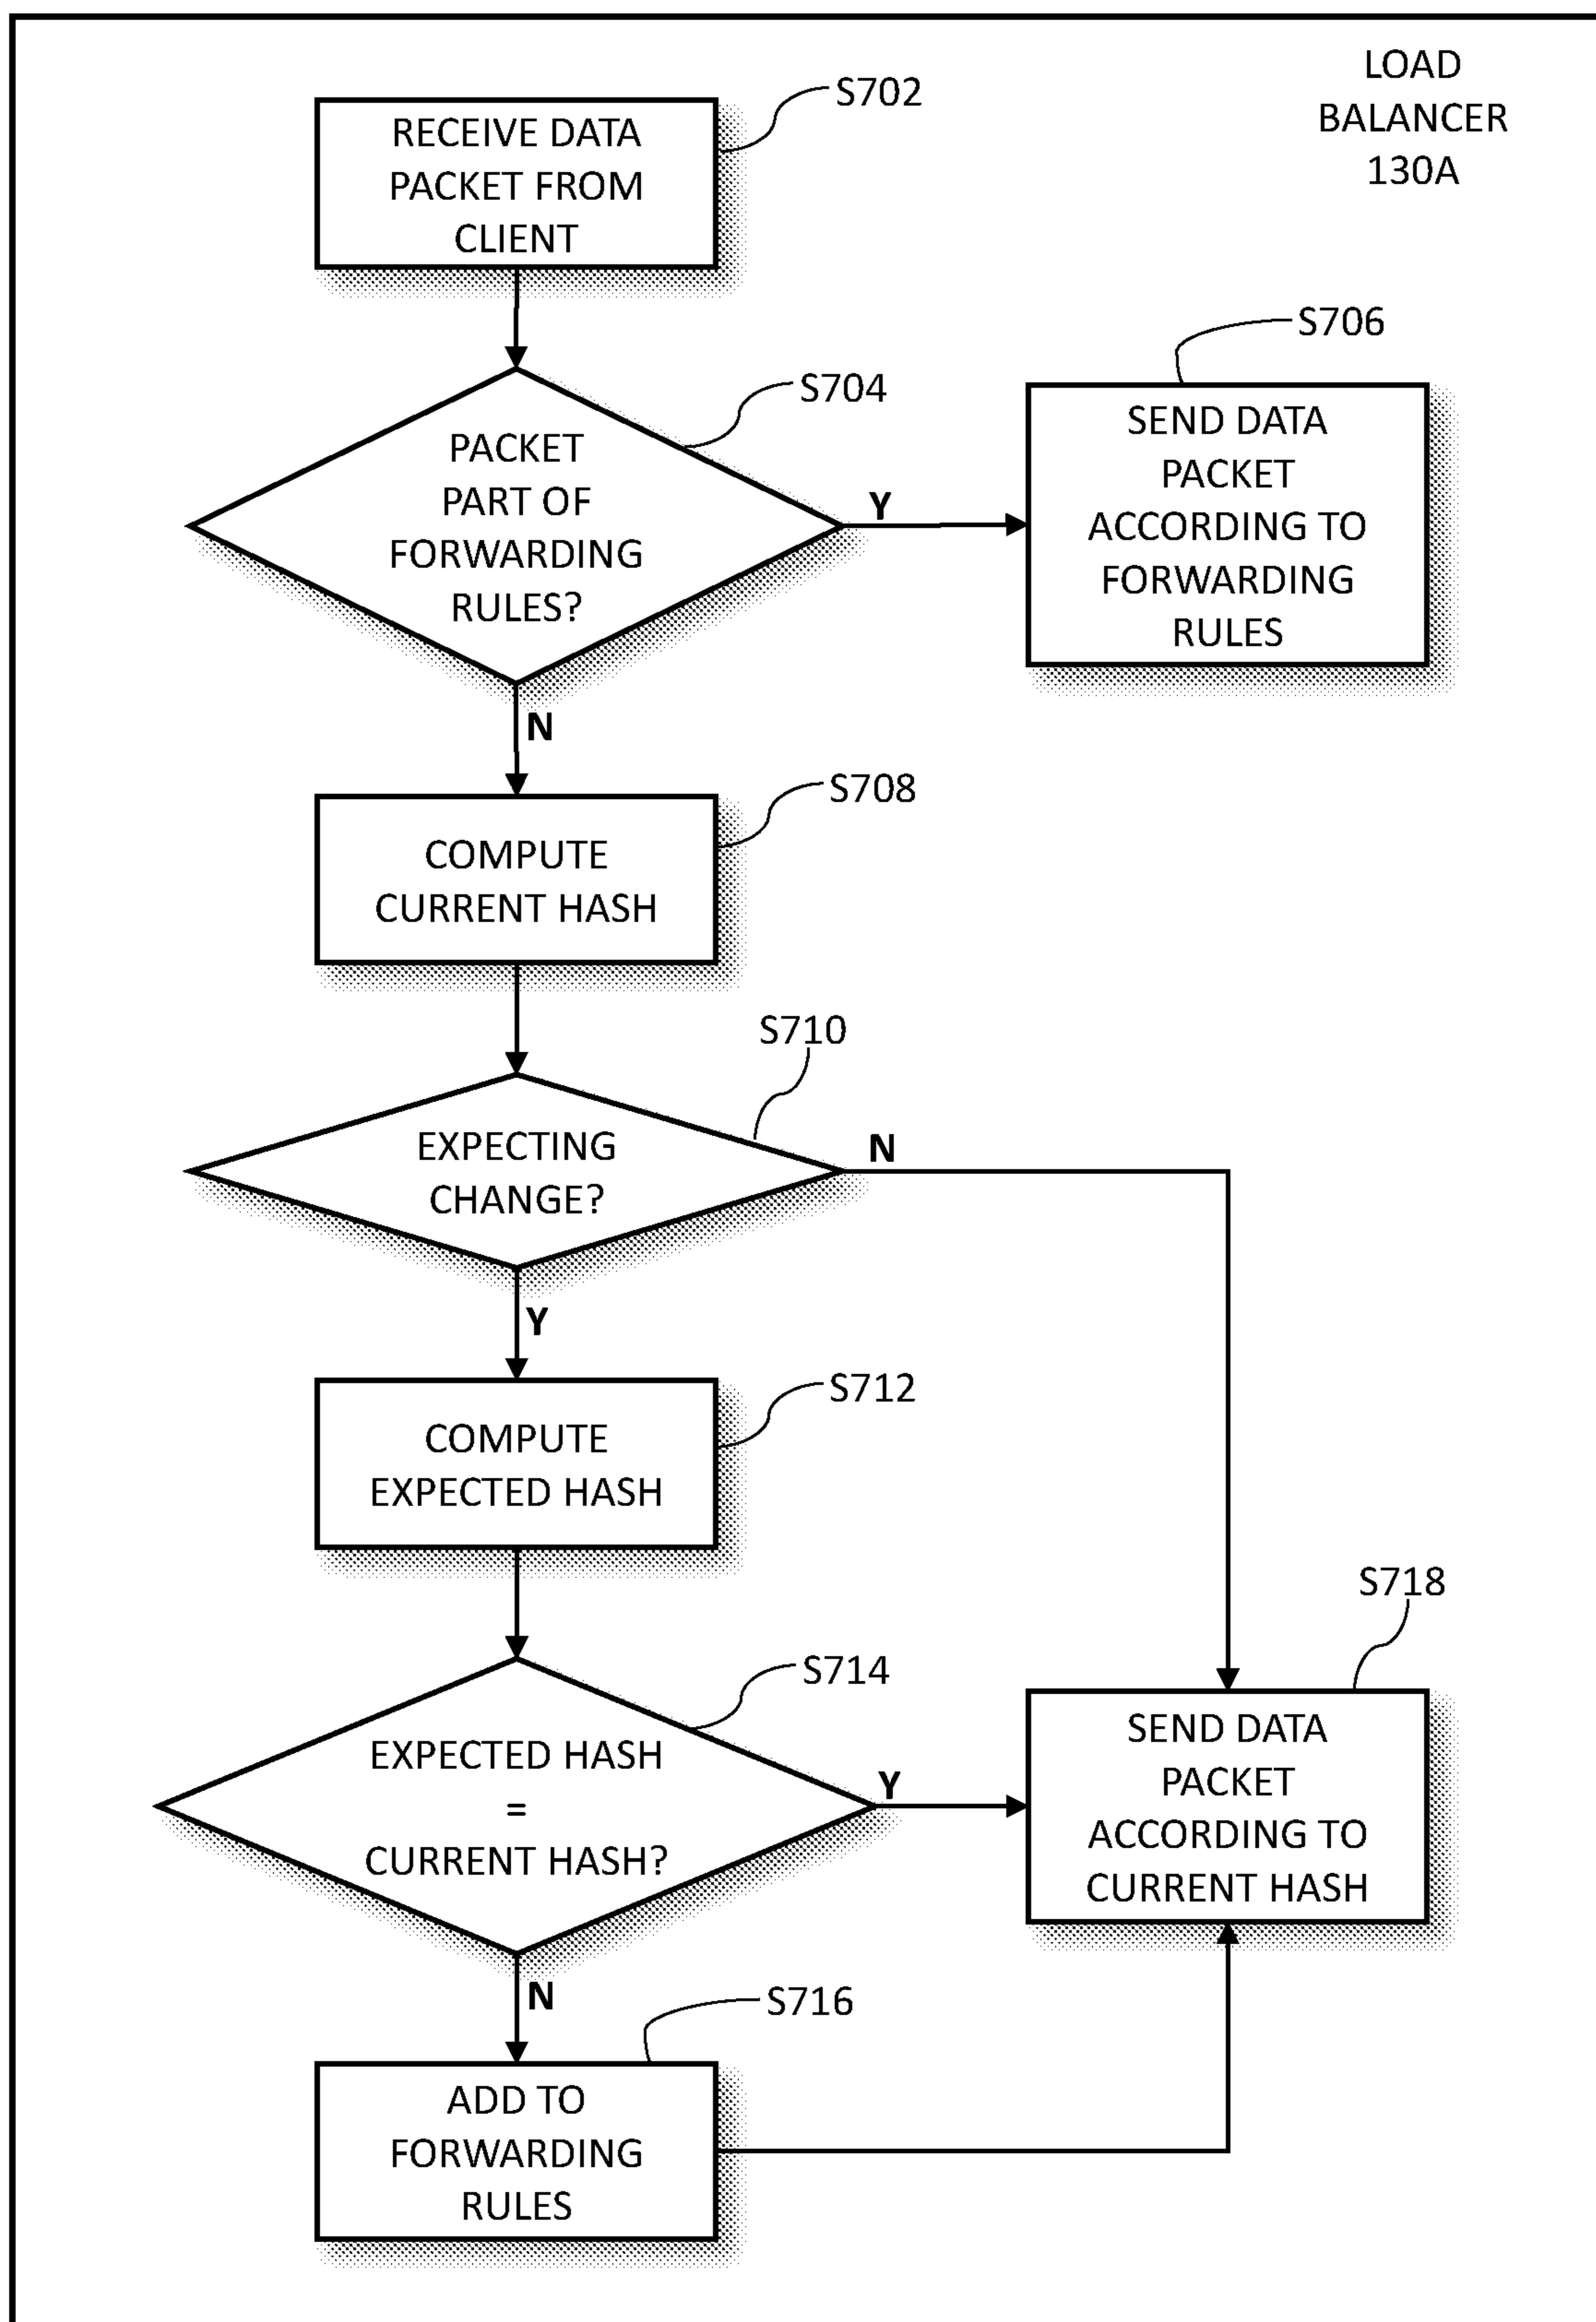 LOAD
BALANCER
130A
S702
RECEIVE DATA
PACKET FROM
CLIENT
S704
PACKET
PART OF
FORWARDING
RULES?
Y
N
S706
SEND DATA
PACKET
ACCORDING TO
FORWARDING
RULES
S708
COMPUTE
CURRENT HASH
S710
EXPECTING
CHANGE?
N
Y
S712
COMPUTE
EXPECTED HASH
S714
EXPECTED HASH
=
CURRENT HASH?
Y
N
S718
SEND DATA
PACKET
ACCORDING TO
CURRENT HASH
S716
ADD TO
FORWARDING
RULES